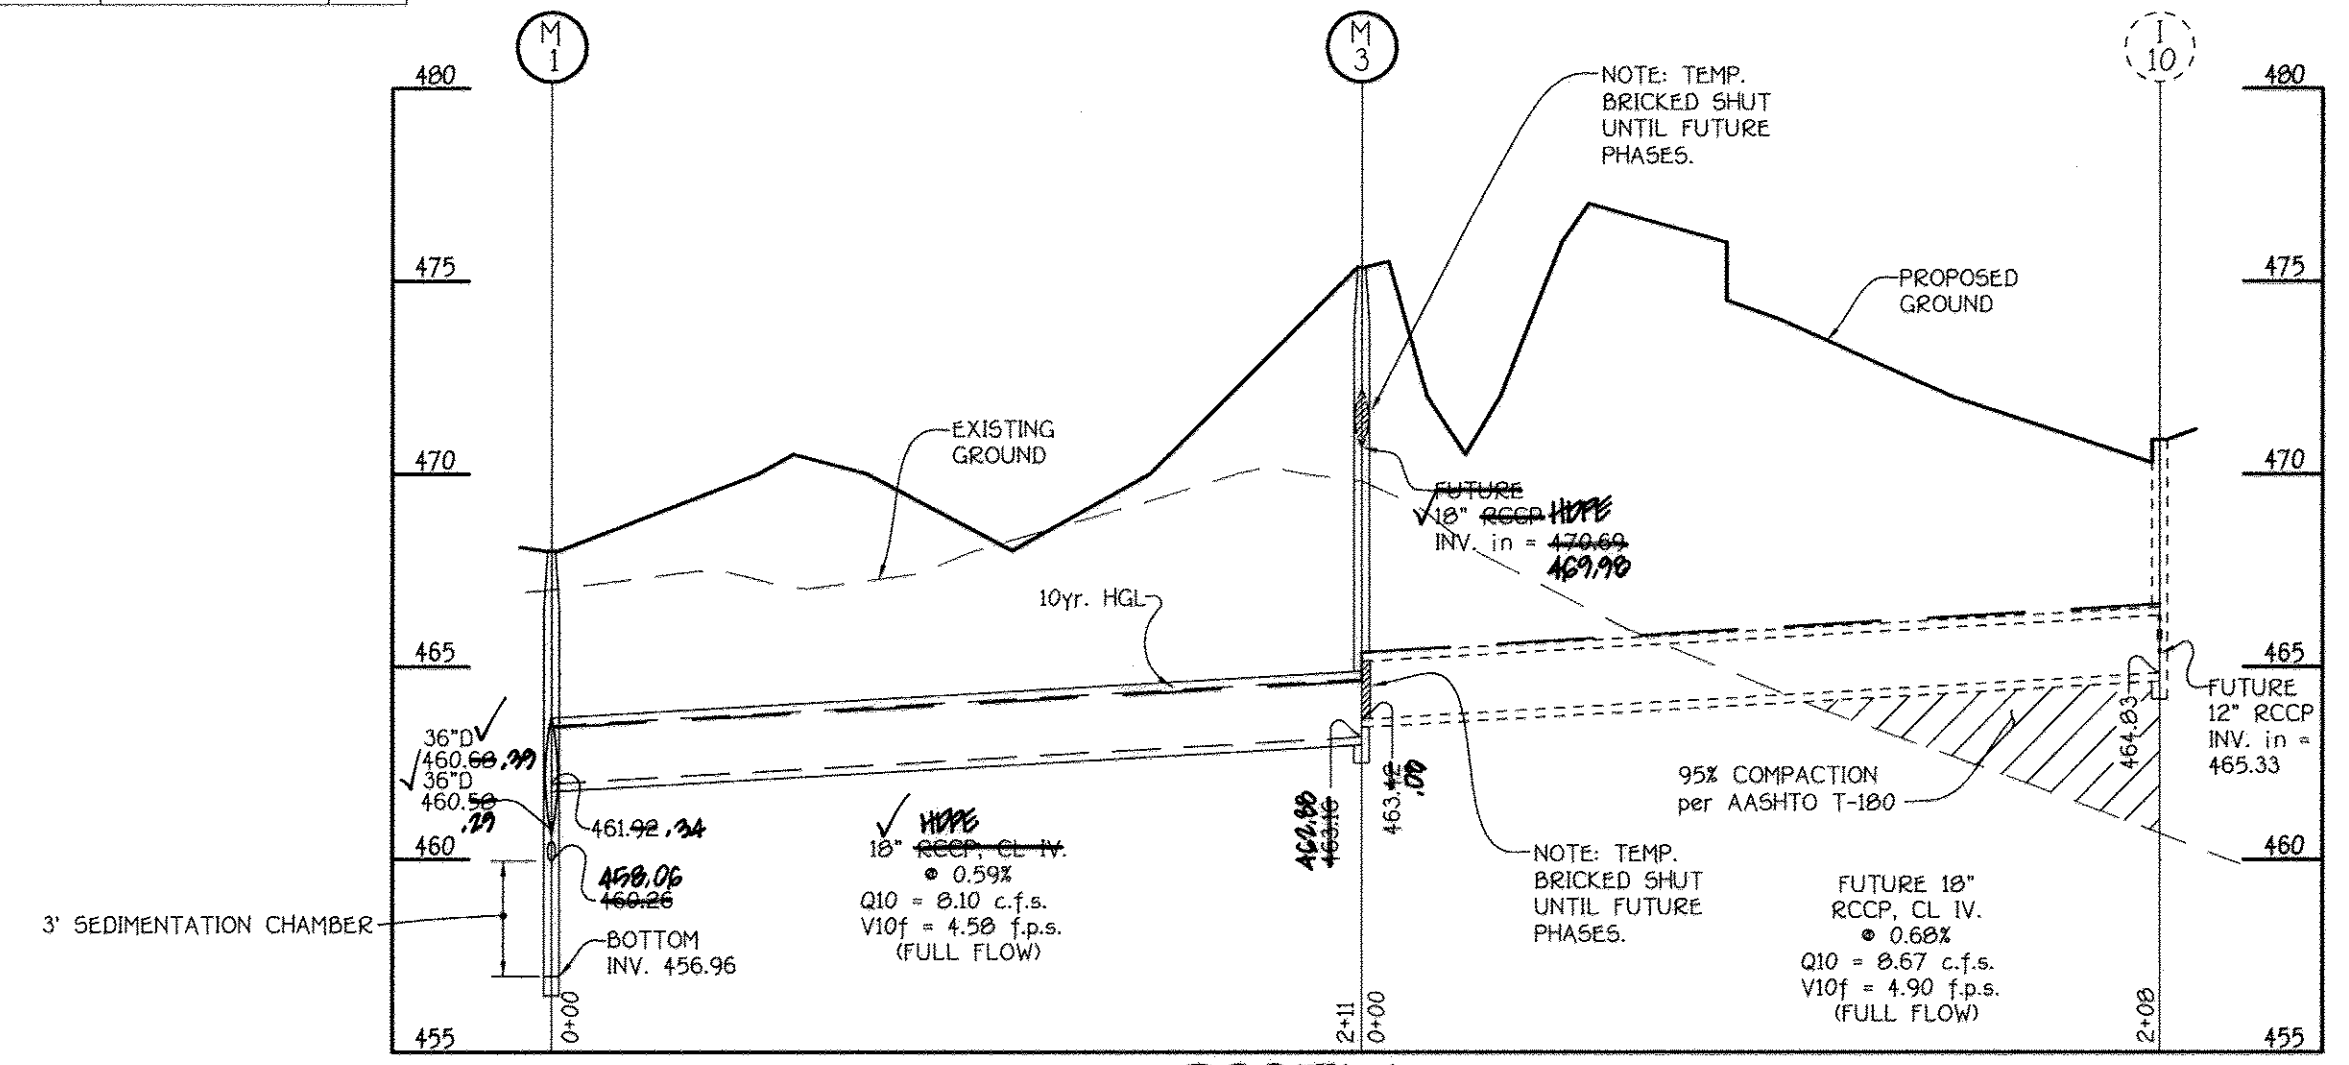 M
1
M
3
I
10
480
480
NOTE: TEMP.
BRICKED SHUT
UNTIL FUTURE
PHASES.
475
475
PROPOSED
GROUND
EXISTING
GROUND
470
470
FUTURE
18" RCCP HDPE
INV. in = 470.69
469.98
10yr. HGL
465
465
36"D
460.68 .39
36"D
460.58
.29
461.92 .34
460
460
458.06
460.26
3' SEDIMENTATION CHAMBER
BOTTOM
INV. 456.96
HDPE
18" RCCP, CL IV.
@ 0.59%
Q10 = 8.10 c.f.s.
V10f = 4.58 f.p.s.
(FULL FLOW)
462.88
463.16
463.42
.00
NOTE: TEMP.
BRICKED SHUT
UNTIL FUTURE
PHASES.
95% COMPACTION
per AASHTO T-180
464.83
FUTURE
12" RCCP
INV. in =
465.33
FUTURE 18"
RCCP, CL IV.
@ 0.68%
Q10 = 8.67 c.f.s.
V10f = 4.90 f.p.s.
(FULL FLOW)
455
0+00
2+11
0+00
2+08
455